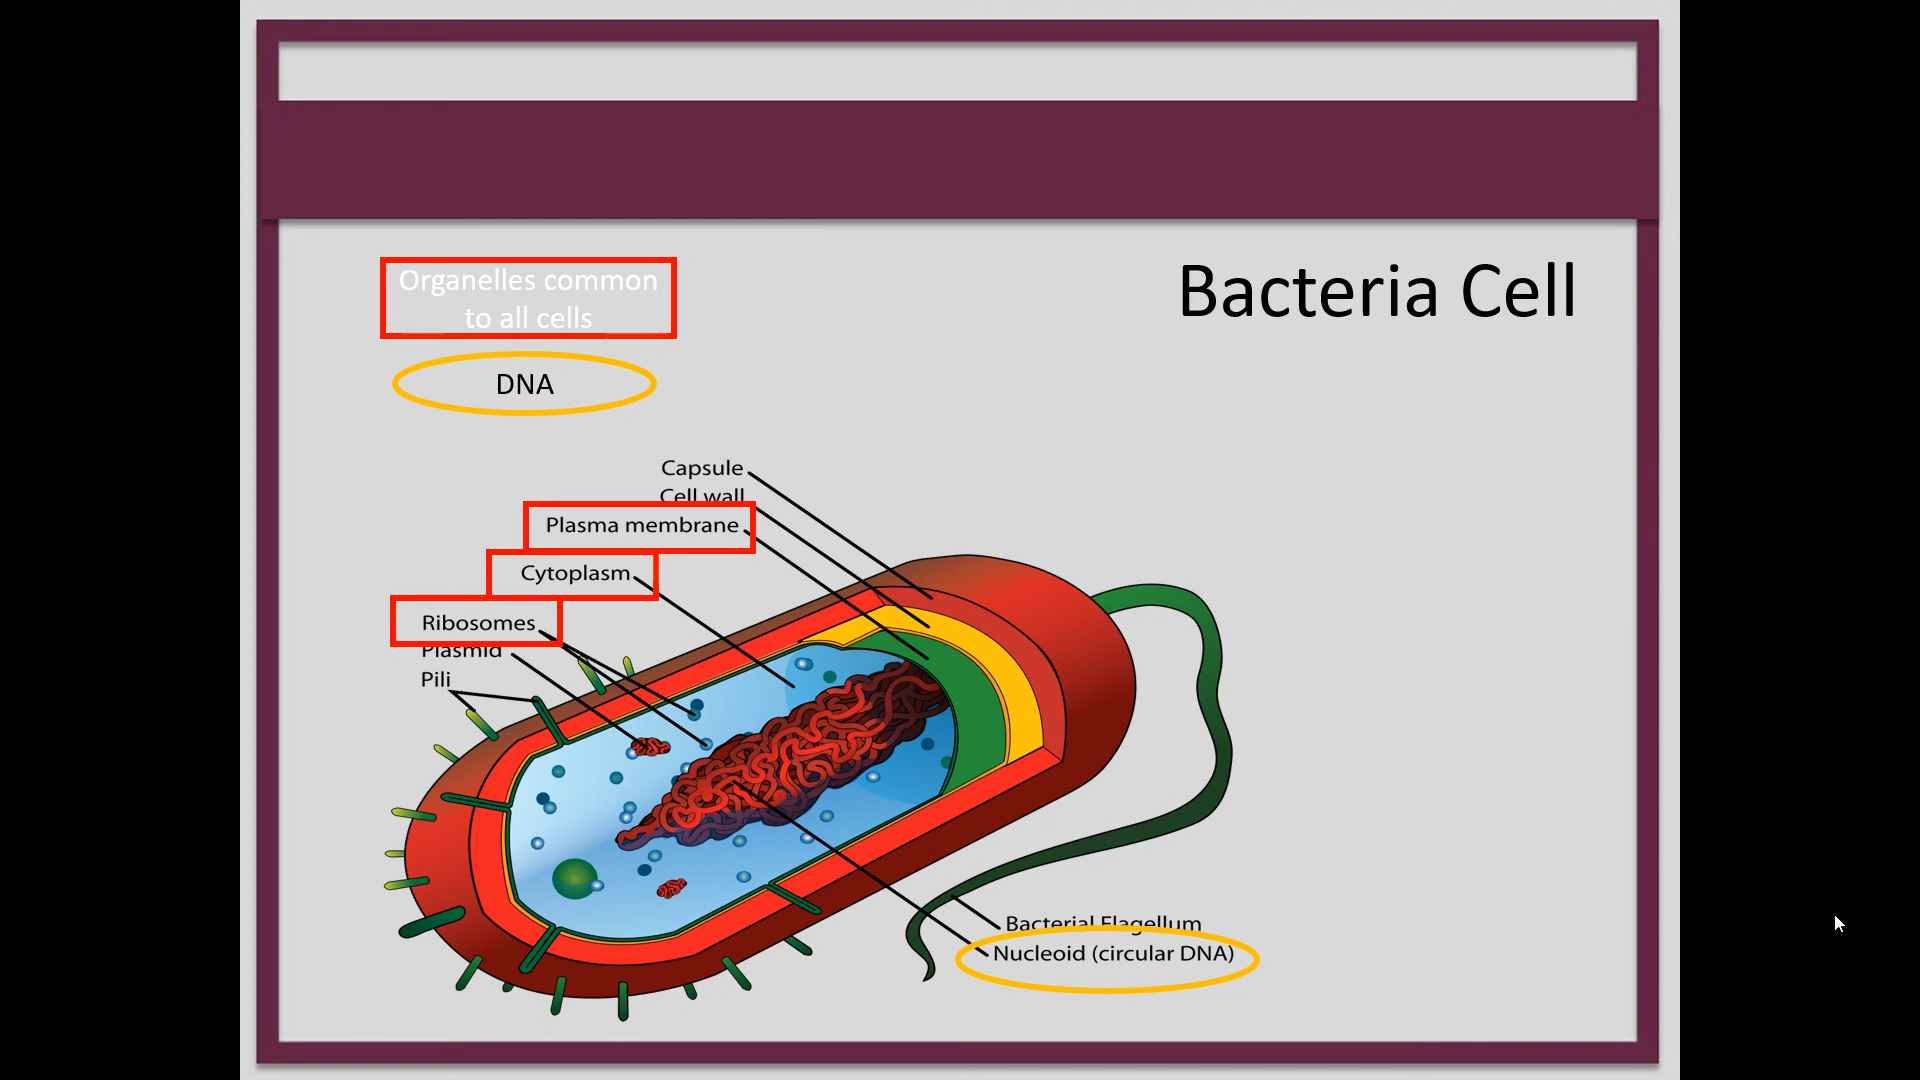 Organelles common
to all cells
Bacteria Cell
DNA
Capsule
Cell wall
Plasma membrane
Cytoplasm
Ribosomes
Plasmid
Pili
Bacterial Flagellum
Nucleoid (circular DNA)